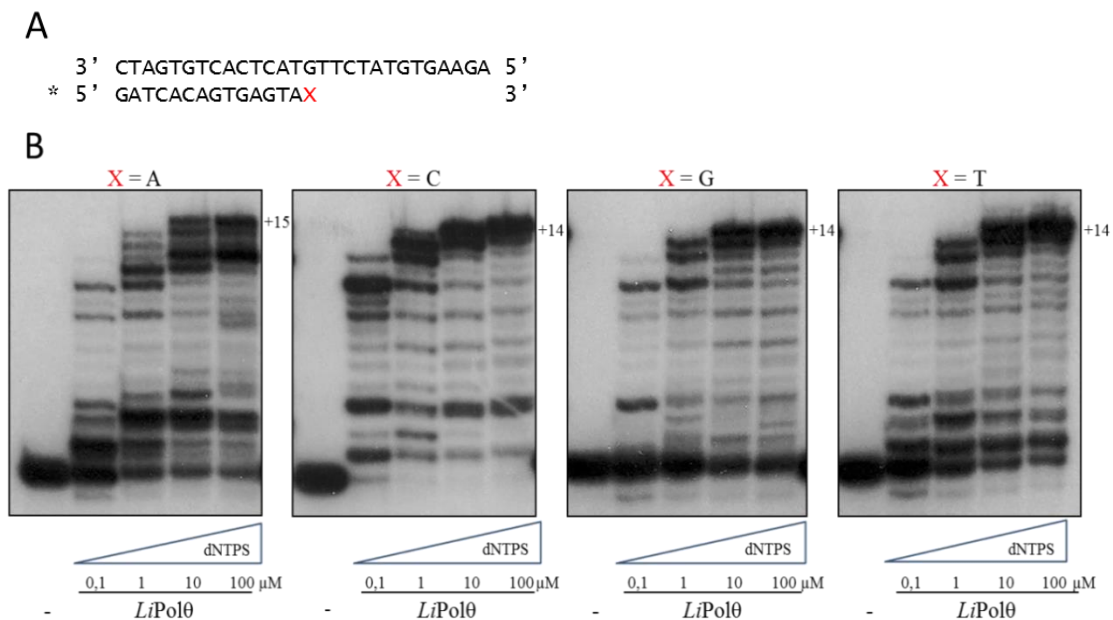 A
3’ CTAGTGTCACTCATGTTCTATGTGAAGA 5’
* 5’ GATCACAGTGAGTAX 3’
B
X = A X = C X = G X = T
+15 +14 +14 +14
dNTPS dNTPS dNTPS dNTPS
0,1 1 10 100 µM 0,1 1 10 100 µM 0,1 1 10 100 µM 0,1 1 10 100 µM
- LiPolθ - LiPolθ - LiPolθ - LiPolθ